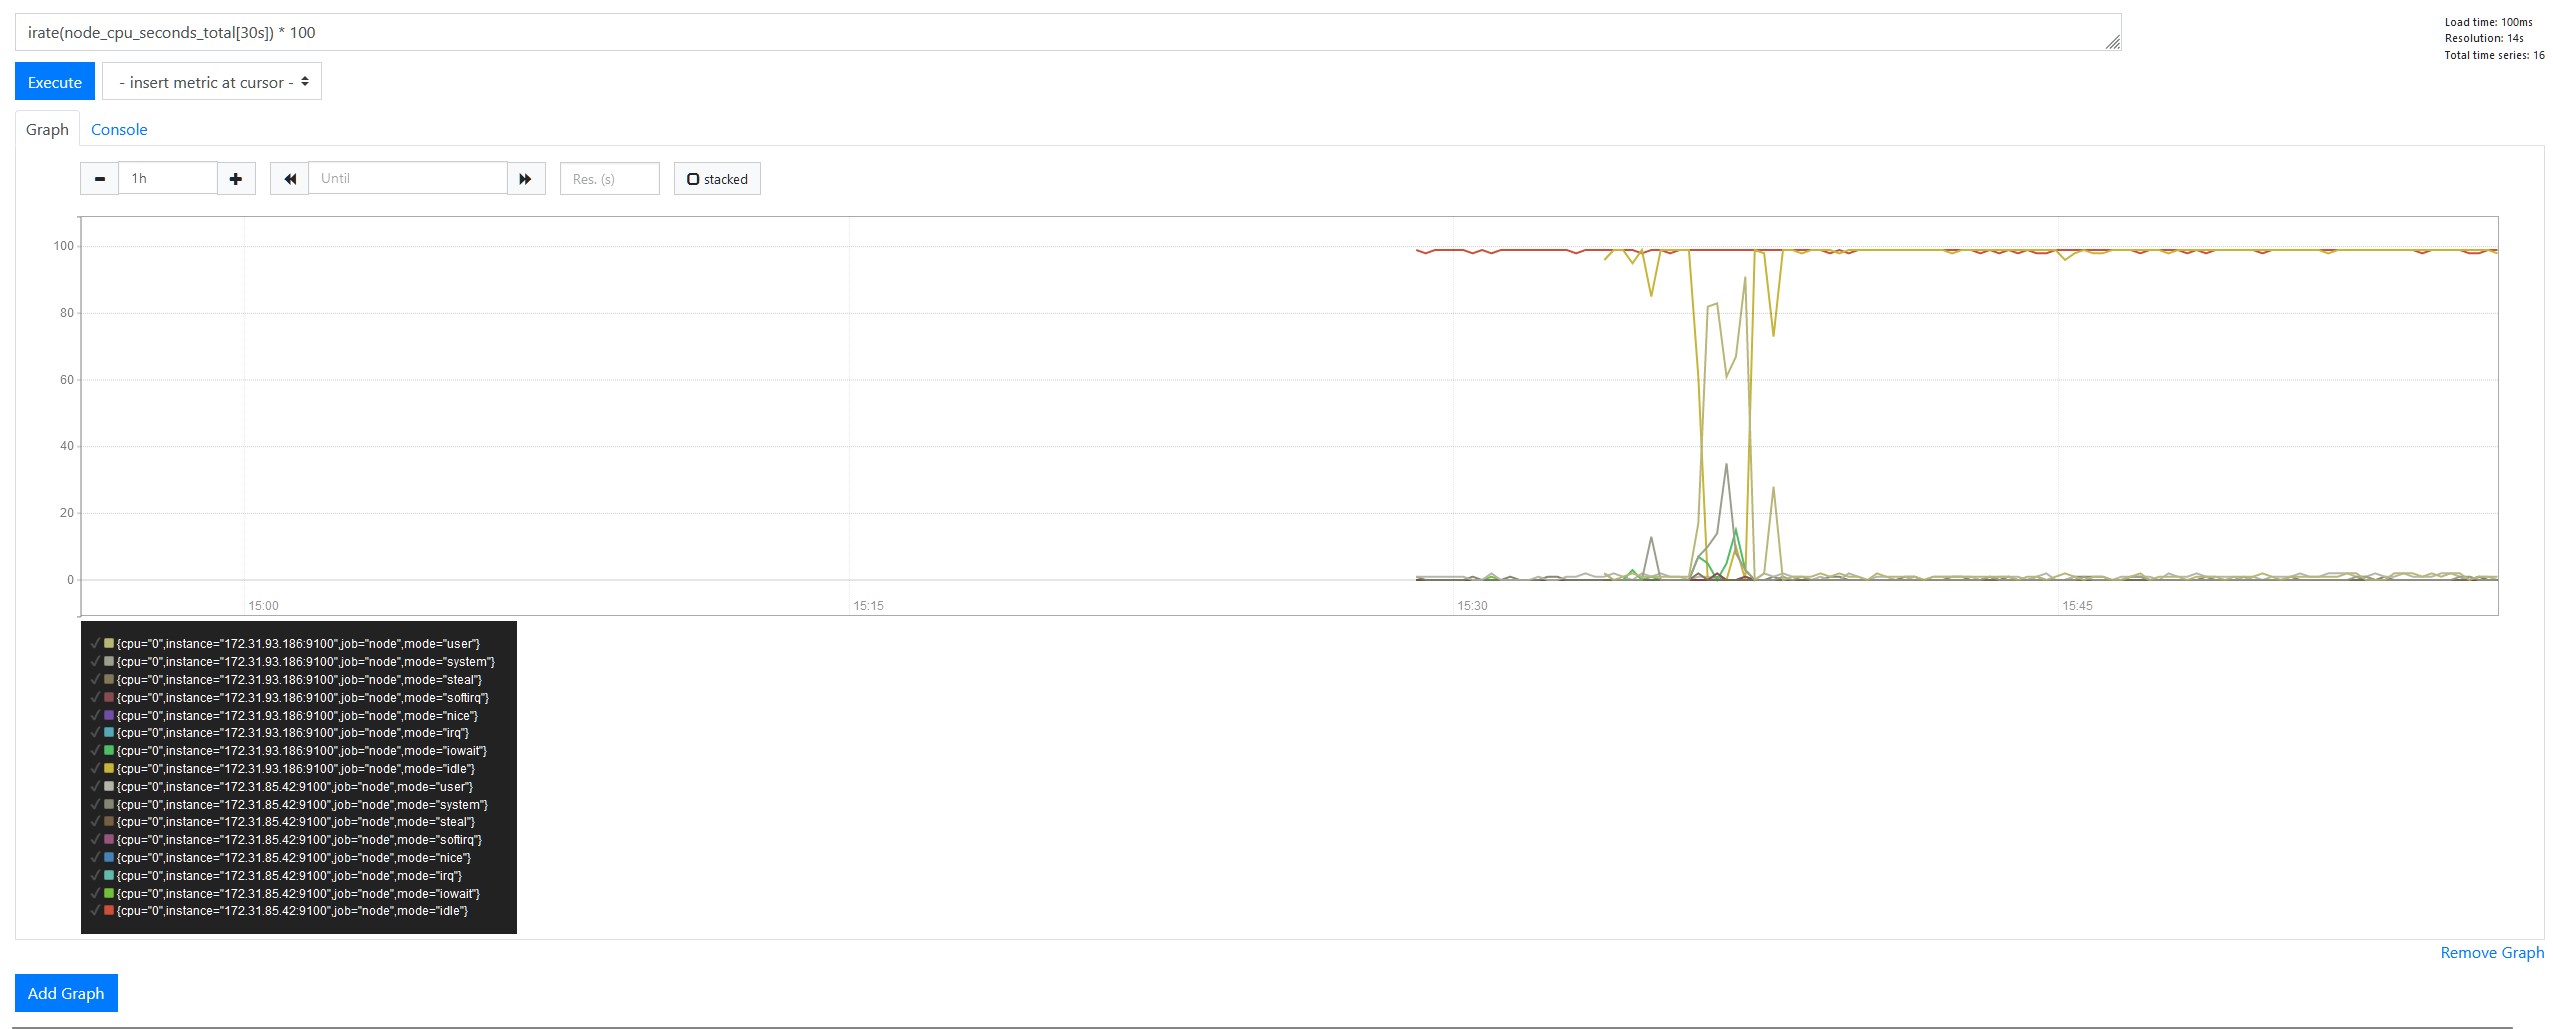 irate(node_cpu_seconds_total[30s]) * 100
Load time: 100ms
Resolution: 14s
Total time series: 16
Execute
- insert metric at cursor -
Graph
Console
1h
Until
Res. (s)
stacked
100
80
60
40
20
0
15:00
15:15
15:30
15:45
{cpu="0",instance="172.31.93.186:9100",job="node",mode="user"}
{cpu="0",instance="172.31.93.186:9100",job="node",mode="system"}
{cpu="0",instance="172.31.93.186:9100",job="node",mode="steal"}
{cpu="0",instance="172.31.93.186:9100",job="node",mode="softirq"}
{cpu="0",instance="172.31.93.186:9100",job="node",mode="nice"}
{cpu="0",instance="172.31.93.186:9100",job="node",mode="irq"}
{cpu="0",instance="172.31.93.186:9100",job="node",mode="iowait"}
{cpu="0",instance="172.31.93.186:9100",job="node",mode="idle"}
{cpu="0",instance="172.31.85.42:9100",job="node",mode="user"}
{cpu="0",instance="172.31.85.42:9100",job="node",mode="system"}
{cpu="0",instance="172.31.85.42:9100",job="node",mode="steal"}
{cpu="0",instance="172.31.85.42:9100",job="node",mode="softirq"}
{cpu="0",instance="172.31.85.42:9100",job="node",mode="nice"}
{cpu="0",instance="172.31.85.42:9100",job="node",mode="irq"}
{cpu="0",instance="172.31.85.42:9100",job="node",mode="iowait"}
{cpu="0",instance="172.31.85.42:9100",job="node",mode="idle"}
Remove Graph
Add Graph